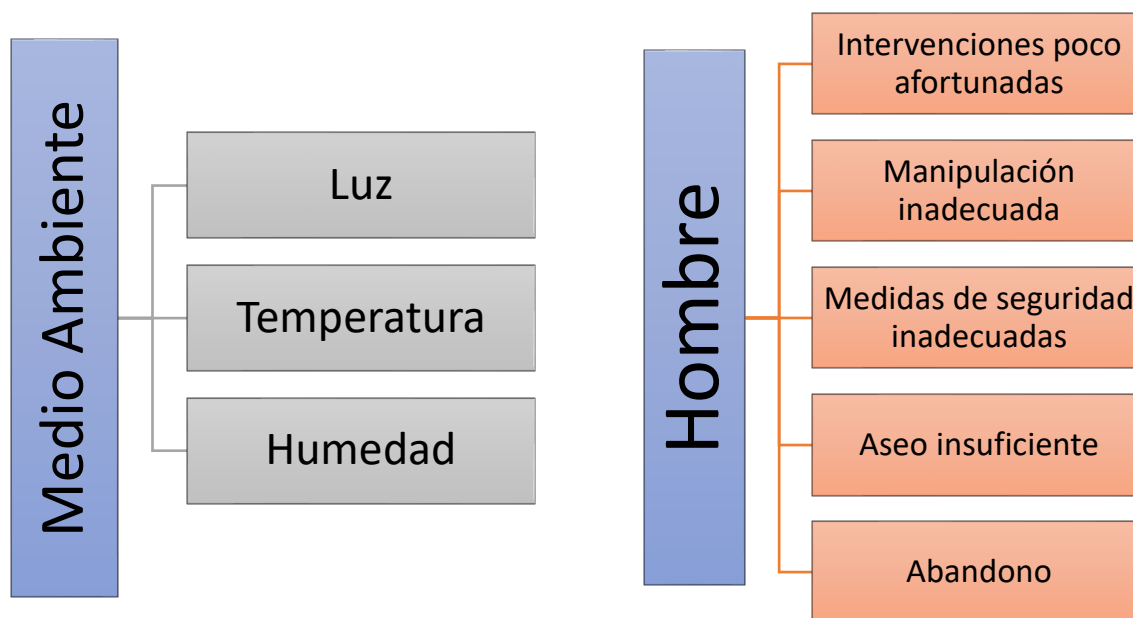 Medio Ambiente
Luz
Temperatura
Humedad
Hombre
Intervenciones poco
afortunadas
Manipulación
inadecuada
Medidas de seguridad
inadecuadas
Aseo insuficiente
Abandono